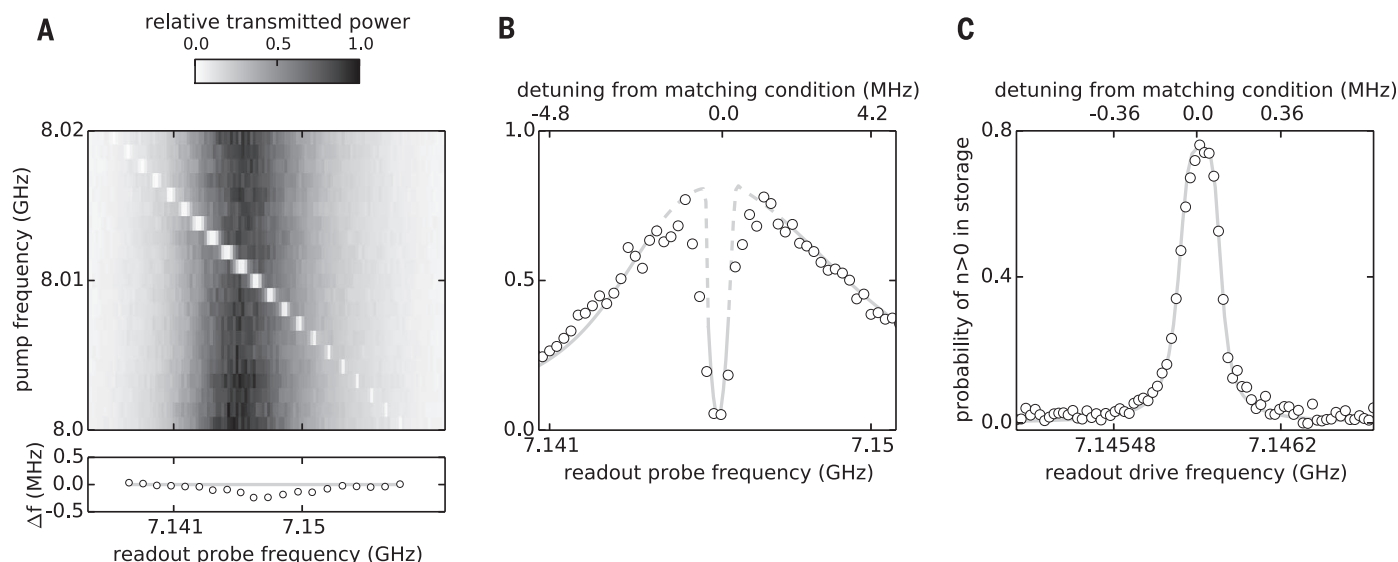 A
relative transmitted power
0.0 0.5 1.0
pump frequency (GHz)
8.02
8.01
8.0
Δf (MHz)
0.5
0.0
-0.5
7.141 7.15
readout probe frequency (GHz)
B
detuning from matching condition (MHz)
-4.8 0.0 4.2
1.0
0.5
0.0
7.141 7.15
readout probe frequency (GHz)
C
detuning from matching condition (MHz)
-0.36 0.0 0.36
probability of n>0 in storage
0.8
0.4
0.0
7.14548 7.1462
readout drive frequency (GHz)